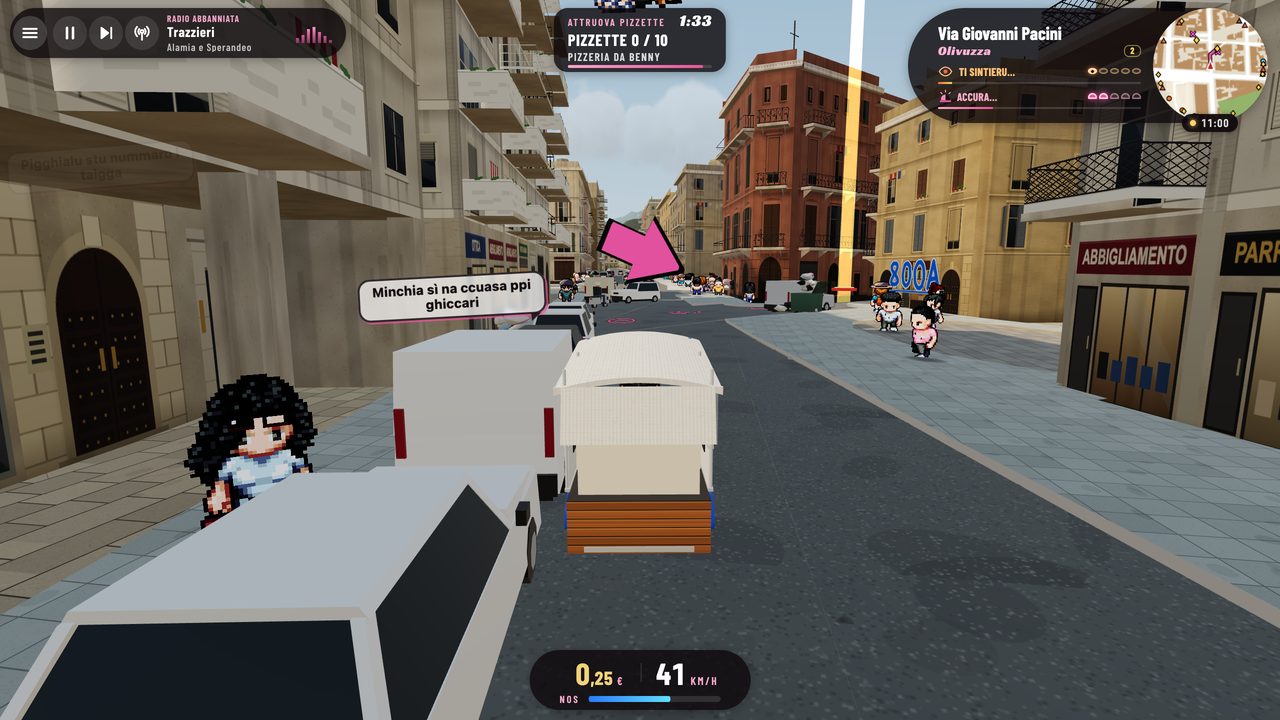 RADIO ABBANNIATA
Trazzieri
Alamia e Sperandeo
ATTRUOVA PIZZETTE 1:33
PIZZETTE 0 / 10
PIZZERIA DA BENNY
Via Giovanni Pacini
Olivuzza
2
TI SINTIERU...
ACCURA...
11:00
Pigghialu stu nummaru i
taigga
Minchia sì na ccuasa ppi
ghiccari
800A
ABBIGLIAMENTO
0,25 €
41 KM/H
NOS